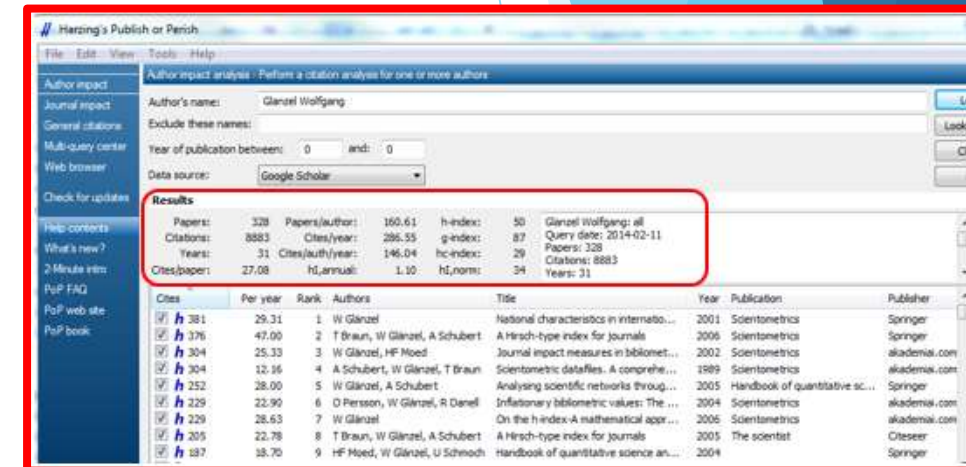 Harzing's Publish or Perish
File Edit View Tools Help
Author impact
Journal impact
General citations
Multi-query center
Web browser
Check for updates
Help contents
What's new?
2-Minute intro
PoP FAQ
PoP web site
PoP book
Author impact analysis - Perform a citation analysis for one or more authors
Author's name: Glanzel Wolfgang
Exclude these names:
Year of publication between: 0 and: 0
Data source: Google Scholar
Look
Results
Papers: 328 Papers/author: 160.61 h-index: 50
Citations: 8883 Cites/year: 286.55 g-index: 87
Years: 31 Cites/auth/year: 146.04 hc-index: 29
Cites/paper: 27.08 hI,annual: 1.10 hI,norm: 34
Glanzel Wolfgang: all
Query date: 2014-02-11
Papers: 328
Citations: 8883
Years: 31
Cites Per year Rank Authors Title Year Publication Publisher
h 381 29.31 1 W Glänzel National characteristics in internatio... 2001 Scientometrics Springer
h 376 47.00 2 T Braun, W Glänzel, A Schubert A Hirsch-type index for journals 2006 Scientometrics Springer
h 304 25.33 3 W Glänzel, HF Moed Journal impact measures in bibliomet... 2002 Scientometrics akademiai.com
h 304 12.16 4 A Schubert, W Glänzel, T Braun Scientometric datafiles. A comprehe... 1989 Scientometrics akademiai.com
h 252 28.00 5 W Glänzel, A Schubert Analysing scientific networks throug... 2005 Handbook of quantitative sc... Springer
h 229 22.90 6 O Persson, W Glänzel, R Danell Inflationary bibliometric values: The ... 2004 Scientometrics akademiai.com
h 229 28.63 7 W Glänzel On the h-index-A mathematical appr... 2006 Scientometrics akademiai.com
h 205 22.78 8 T Braun, W Glänzel, A Schubert A Hirsch-type index for journals 2005 The scientist Citeseer
h 187 18.70 9 HF Moed, W Glänzel, U Schmoch Handbook of quantitative science an... 2004 Springer